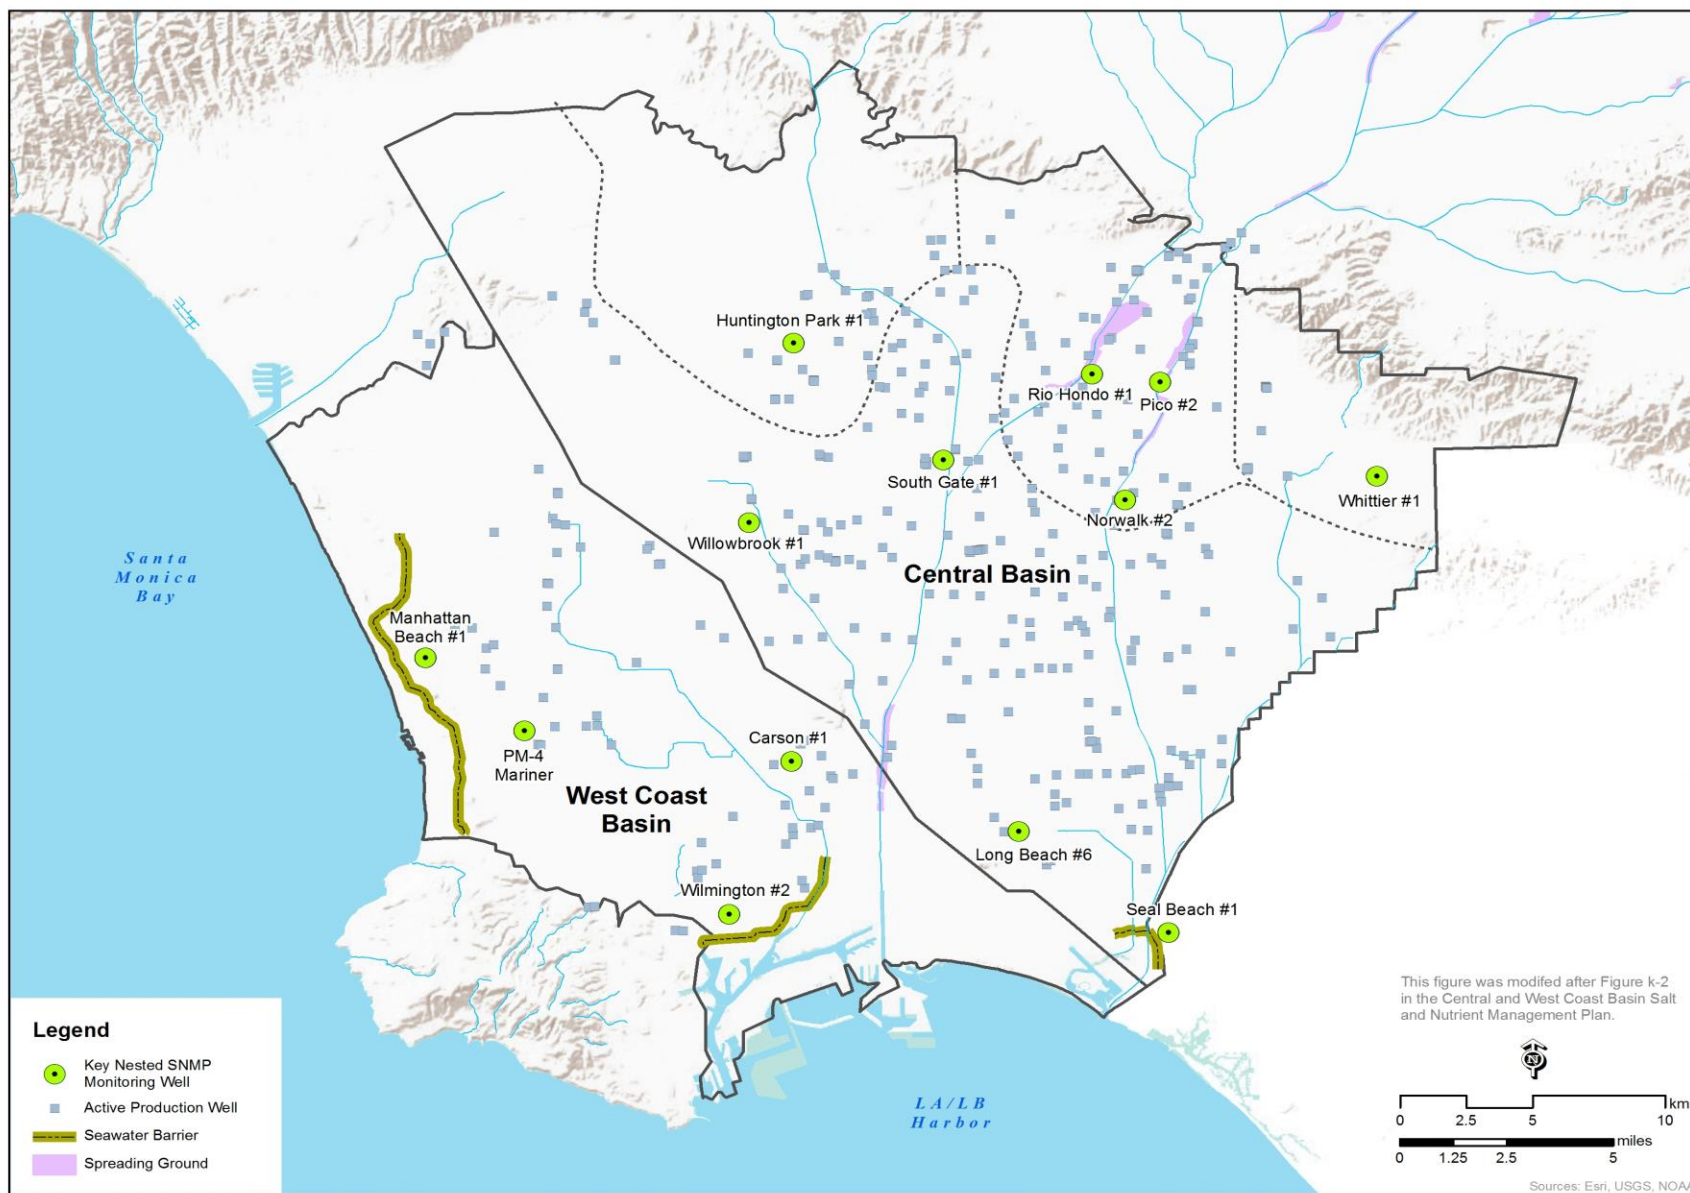 Huntington Park #1
Rio Hondo #1
Pico #2
South Gate #1
Whittier #1
Norwalk #2
Willowbrook #1
Central Basin
Santa
Monica
Bay
Manhattan
Beach #1
PM-4
Mariner
Carson #1
West Coast
Basin
Long Beach #6
Wilmington #2
Seal Beach #1
This figure was modifed after Figure k-2
in the Central and West Coast Basin Salt
and Nutrient Management Plan.
N
km
0 2.5 5 10
miles
0 1.25 2.5 5
LA/LB
Harbor
Legend
Key Nested SNMP
Monitoring Well
Active Production Well
Seawater Barrier
Spreading Ground
Sources: Esri, USGS, NOAA